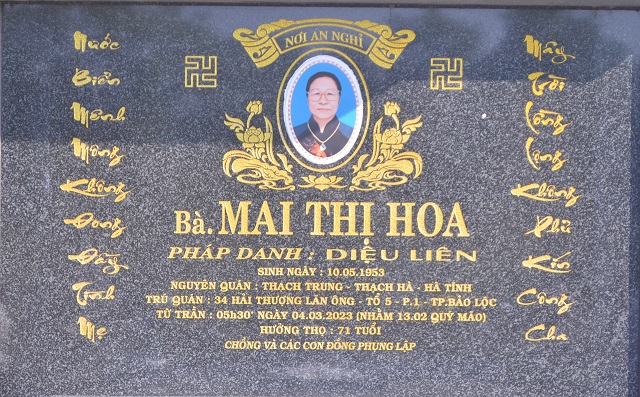 NƠI AN NGHỈ
Nước
Biển
Mênh
Mông
Không
Đong
Đầy
Tình
Mẹ
Mây
Trời
Lồng
Lộng
Không
Phủ
Kín
Công
Cha
Bà. MAI THỊ HOA
PHÁP DANH : DIỆU LIÊN
SINH NGÀY : 10.05.1953
NGUYÊN QUÁN : THẠCH TRUNG - THẠCH HÀ - HÀ TĨNH
TRÚ QUÁN : 34 HẢI THƯỢNG LÃN ÔNG - TỔ 5 - P.1 - TP.BẢO LỘC
TỪ TRẦN : 05h30' NGÀY 04.03.2023 (NHẰM 13.02 QUÝ MÃO)
HƯỞNG THỌ : 71 TUỔI
CHỒNG VÀ CÁC CON ĐỒNG PHỤNG LẬP